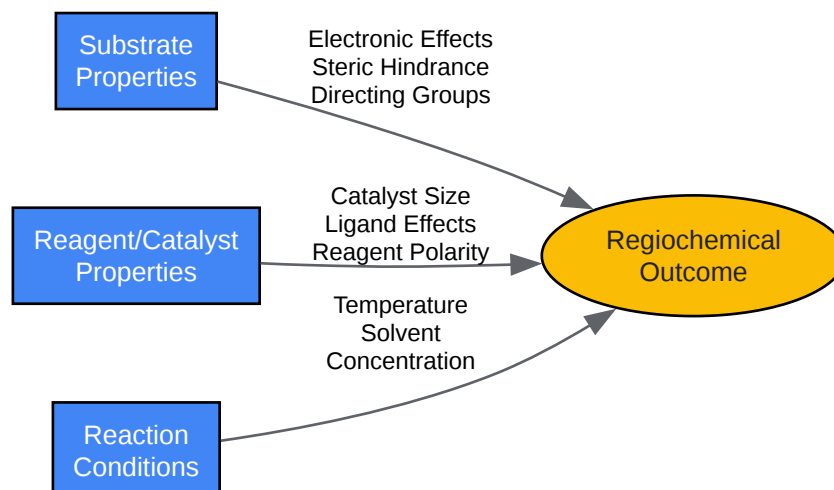 Substrate
Properties
Electronic Effects
Steric Hindrance
Directing Groups
Reagent/Catalyst
Properties
Catalyst Size
Ligand Effects
Reagent Polarity
Regiochemical
Outcome
Temperature
Solvent
Concentration
Reaction
Conditions